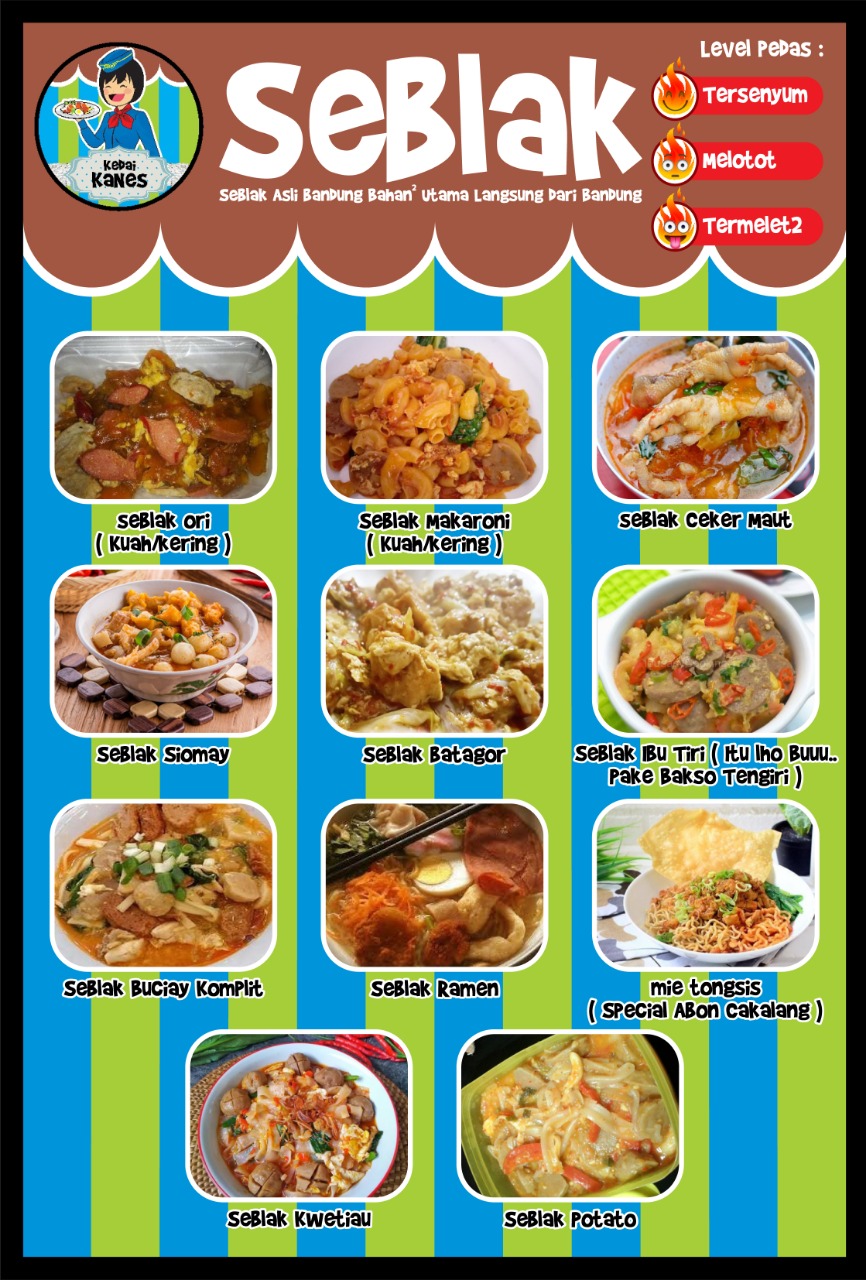 Kedai
Kanes
Seblak
Seblak Asli Bandung Bahan² Utama Langsung Dari Bandung
Level Pedas :
Tersenyum
Melotot
Termelet2
Seblak Ori
( Kuah/kering )
Seblak Makaroni
( Kuah/kering )
Seblak Ceker Maut
Seblak Siomay
Seblak Batagor
Seblak Ibu Tiri ( Itu lho Buuu..
Pake Bakso Tengiri )
Seblak Buciay Komplit
Seblak Ramen
mie tongsis
( Special Abon Cakalang )
Seblak Kwetiau
Seblak Potato